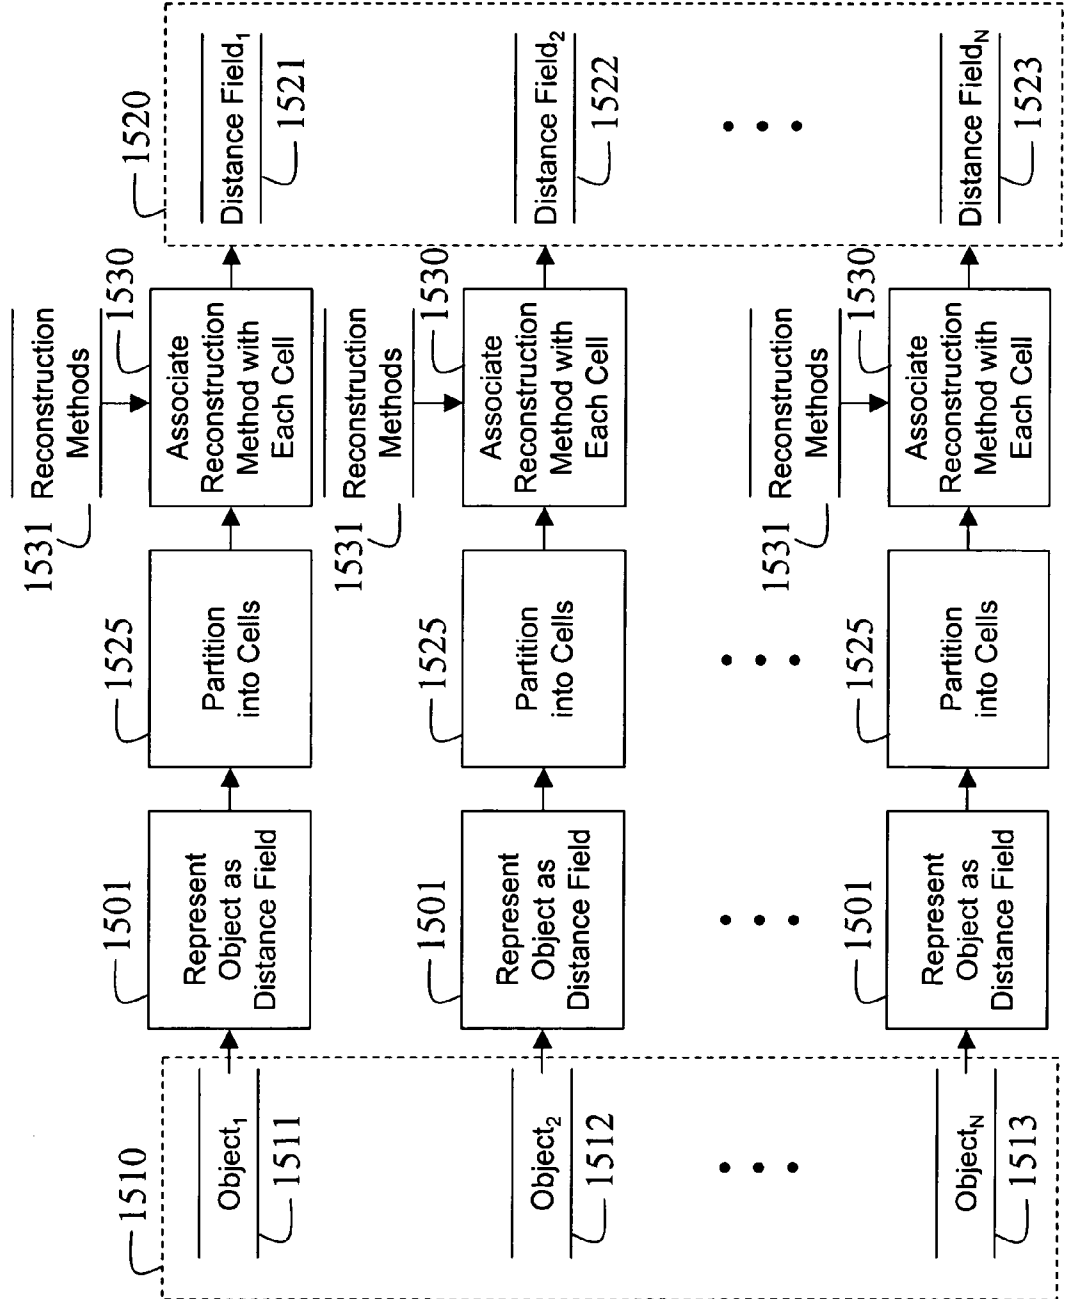 1510
Object1
1511
Object2
1512
ObjectN
1513
1501
Represent
Object as
Distance Field
1501
Represent
Object as
Distance Field
1501
Represent
Object as
Distance Field
1525
Partition
into Cells
1525
Partition
into Cells
1525
Partition
into Cells
Reconstruction
Methods
1531
1530
Associate
Reconstruction
Method with
Each Cell
Reconstruction
Methods
1531
1530
Associate
Reconstruction
Method with
Each Cell
Reconstruction
Methods
1531
1530
Associate
Reconstruction
Method with
Each Cell
1520
Distance Field1
1521
Distance Field2
1522
Distance FieldN
1523